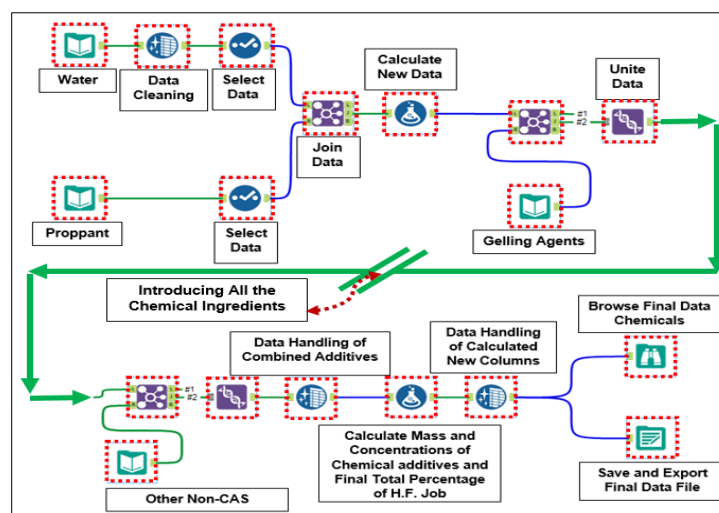 Water
Data
Cleaning
Select
Data
Join
Data
Calculate
New Data
L
J
R
L
R
#1
#2
Unite
Data
Proppant
Select
Data
L
J
R
L
R
Gelling Agents
Introducing All the
Chemical Ingredients
Data Handling of
Combined Additives
Data Handling
of Calculated
New Columns
Browse Final Data
Chemicals
#1
#2
L
J
R
L
R
Other Non-CAS
Calculate Mass and
Concentrations of
Chemical additives and
Final Total Percentage
of H.F. Job
Save and Export
Final Data File